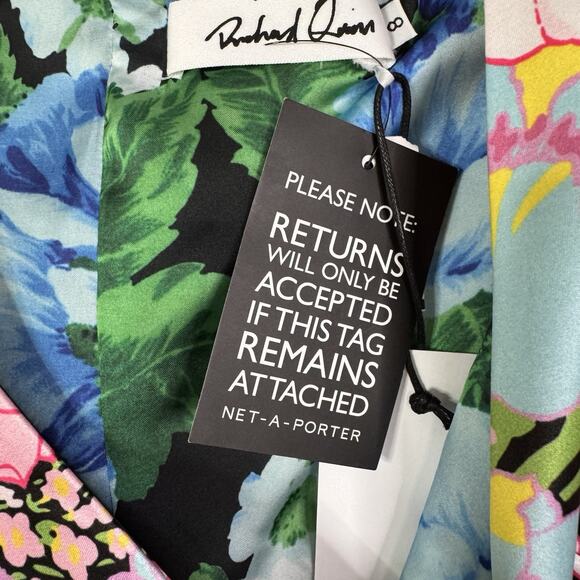 Richard Quinn
8
PLEASE NOTE:
RETURNS
WILL ONLY BE
ACCEPTED
IF THIS TAG
REMAINS
ATTACHED
NET-A-PORTER